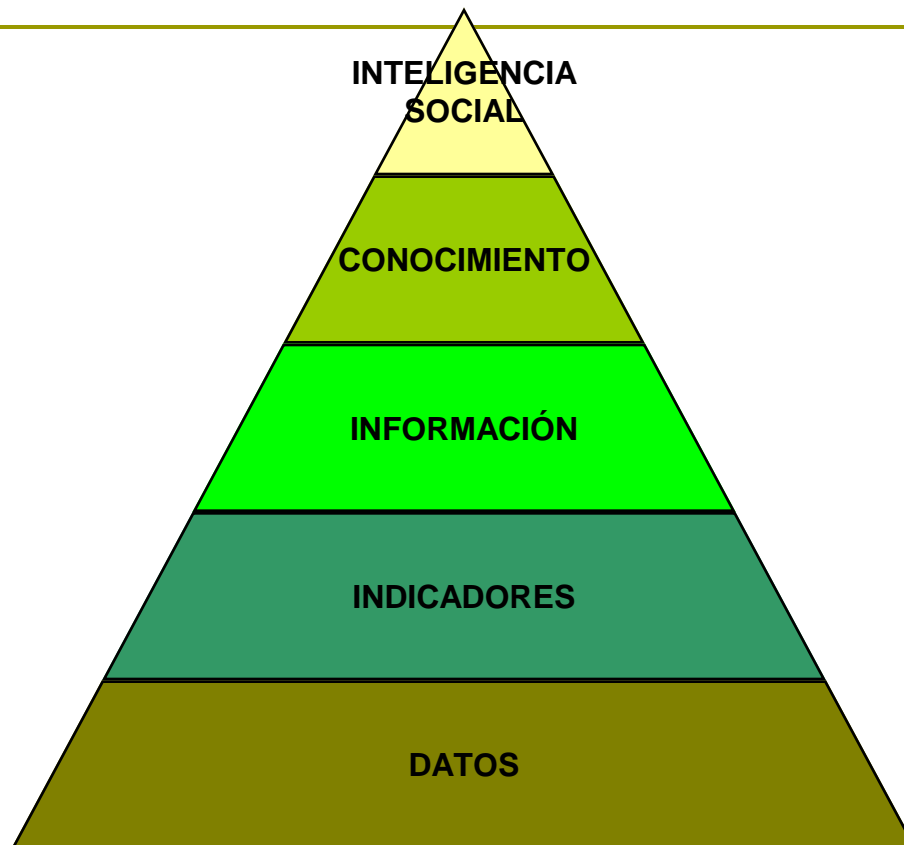 INTELIGENCIA
SOCIAL
CONOCIMIENTO
INFORMACIÓN
INDICADORES
DATOS